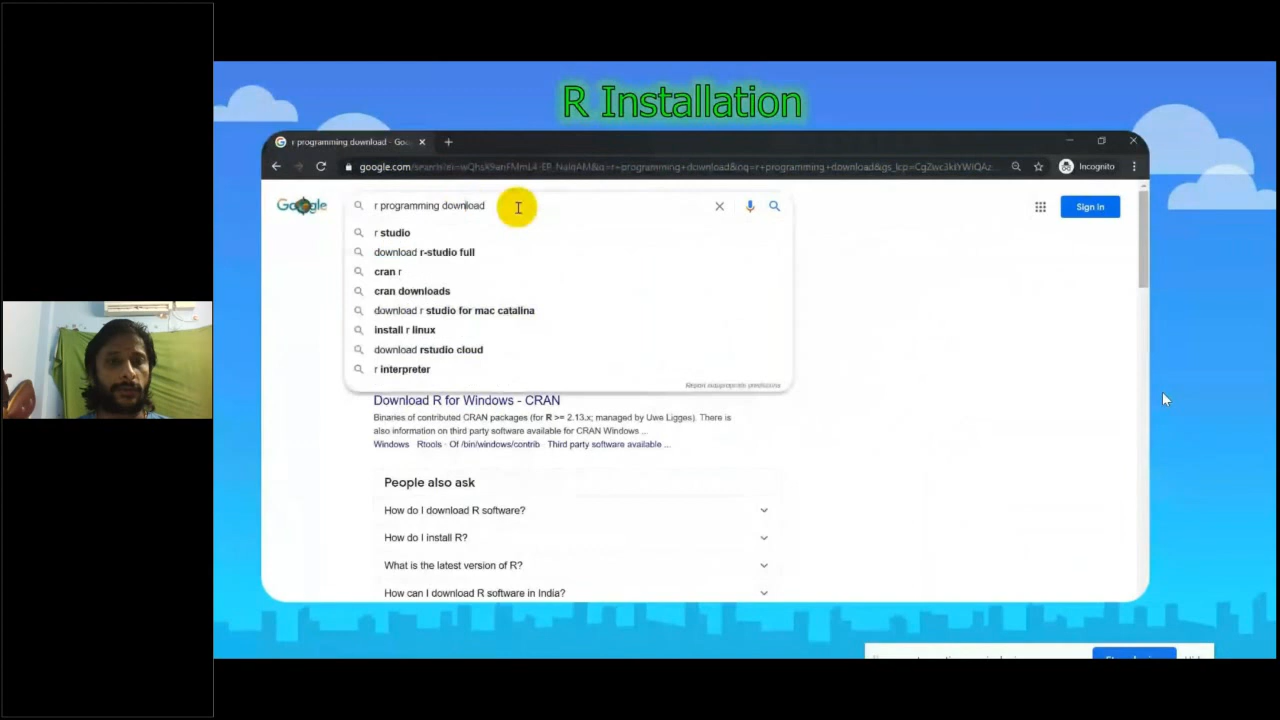 R Installation
r programming download - Goo
google.com
Incognito
Google
r programming download
Sign in
r studio
download r-studio full
cran r
cran downloads
download r studio for mac catalina
install r linux
download rstudio cloud
r interpreter
Download R for Windows - CRAN
Binaries of contributed CRAN packages (for R >= 2.13.x; managed by Uwe Ligges). There is
also information on third party software available for CRAN Windows ...
Windows · Rtools · Of /bin/windows/contrib · Third party software available ...
People also ask
How do I download R software?
How do I install R?
What is the latest version of R?
How can I download R software in India?